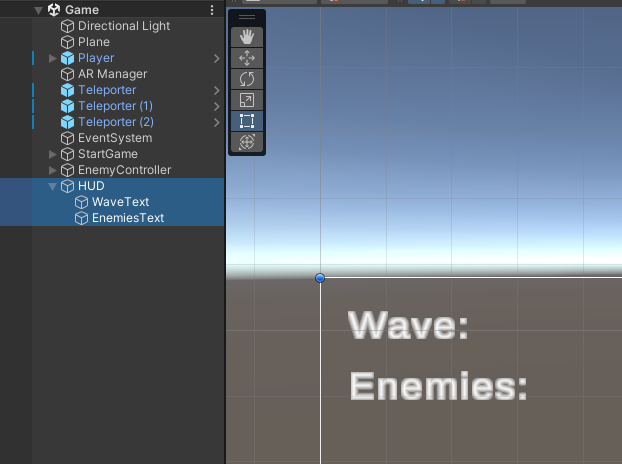 Game
Directional Light
Plane
Player
AR Manager
Teleporter
Teleporter (1)
Teleporter (2)
EventSystem
StartGame
EnemyController
HUD
WaveText
EnemiesText
Wave:
Enemies: